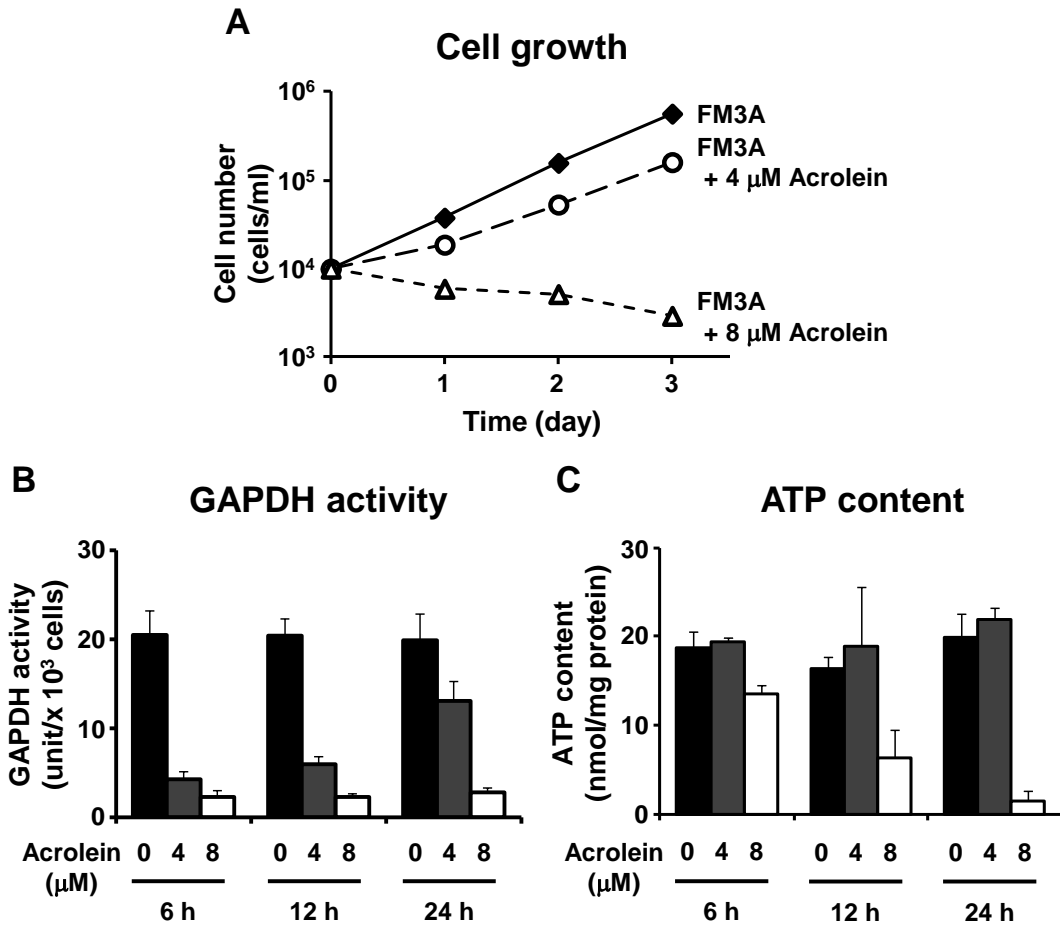 A
Cell growth
10⁶
10⁵
10⁴
10³
Cell number
(cells/ml)
0 1 2 3
Time (day)
FM3A
FM3A
+ 4 μM Acrolein
FM3A
+ 8 μM Acrolein
B
GAPDH activity
GAPDH activity
(unit/x 10³ cells)
30
20
10
0
Acrolein 0 4 8 0 4 8 0 4 8
(μM)
6 h 12 h 24 h
C
ATP content
ATP content
(nmol/mg protein)
30
20
10
0
Acrolein 0 4 8 0 4 8 0 4 8
(μM)
6 h 12 h 24 h